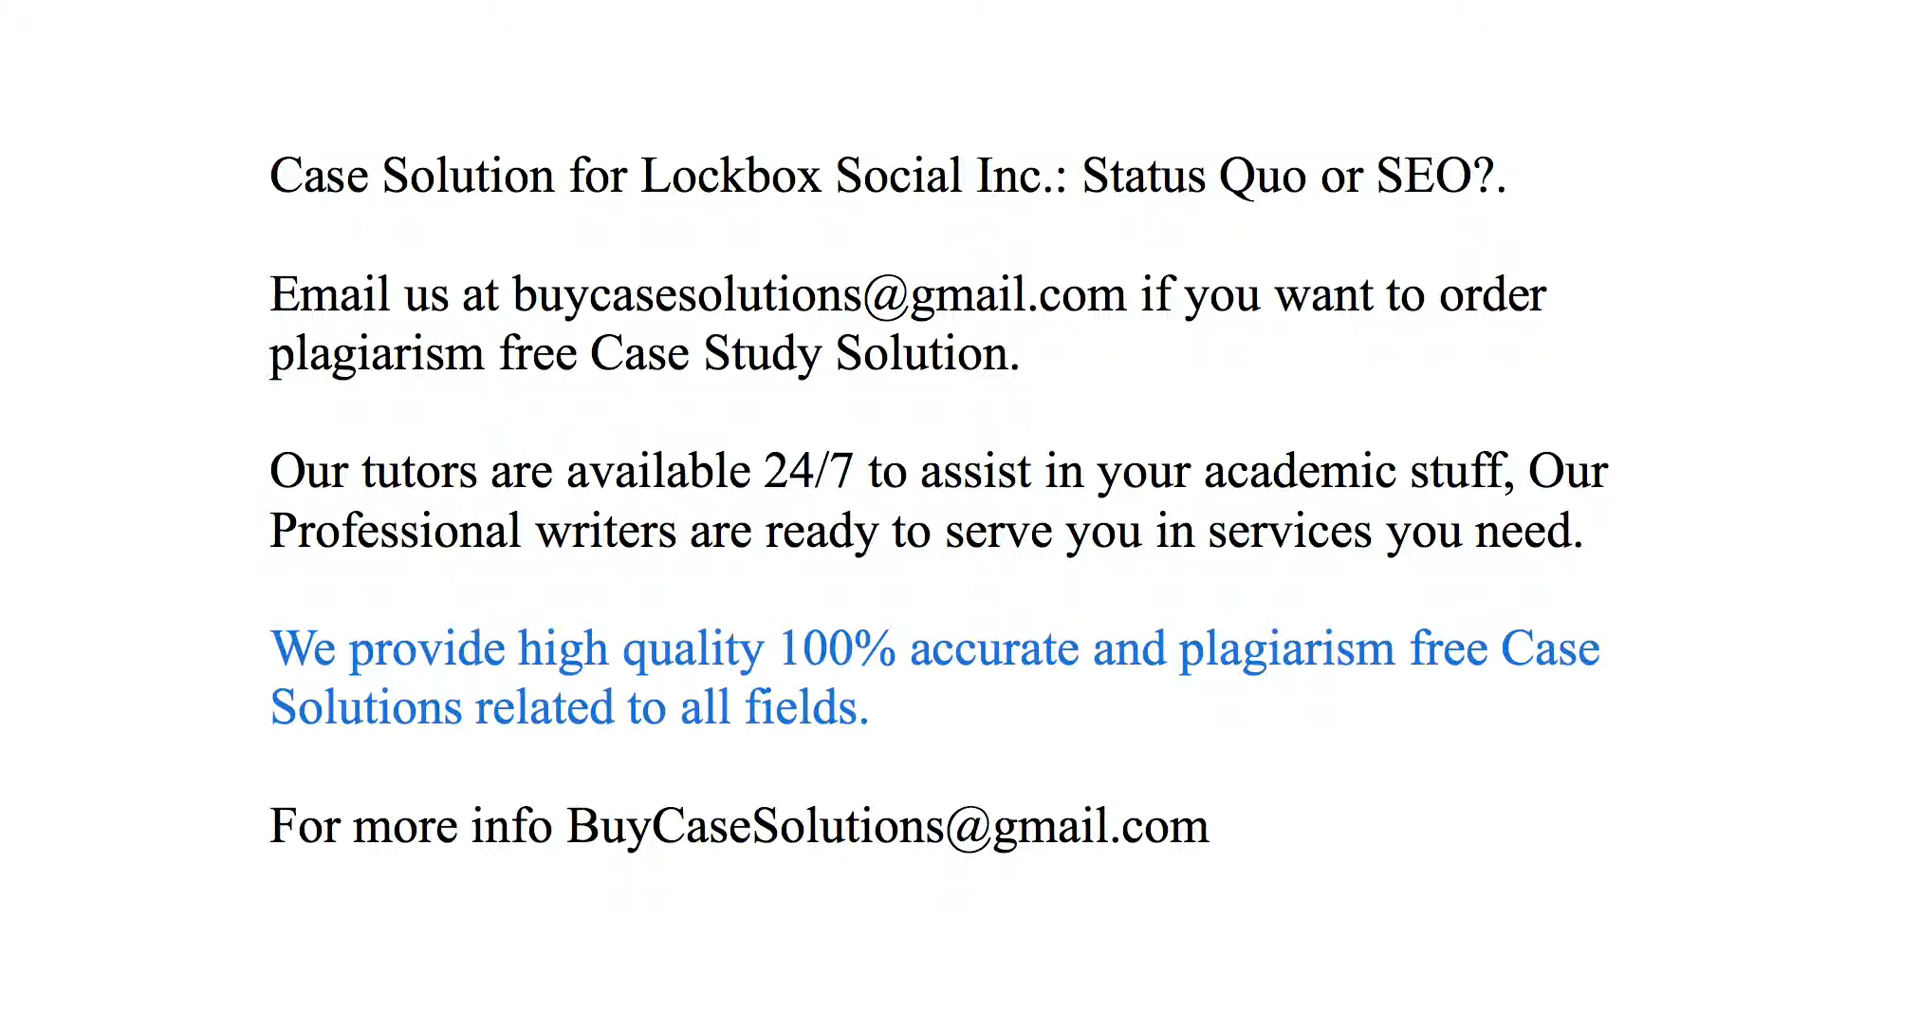 Case Solution for Lockbox Social Inc.: Status Quo or SEO?.
Email us at buycasesolutions@gmail.com if you want to order
plagiarism free Case Study Solution.
Our tutors are available 24/7 to assist in your academic stuff, Our
Professional writers are ready to serve you in services you need.
We provide high quality 100% accurate and plagiarism free Case
Solutions related to all fields.
For more info BuyCaseSolutions@gmail.com